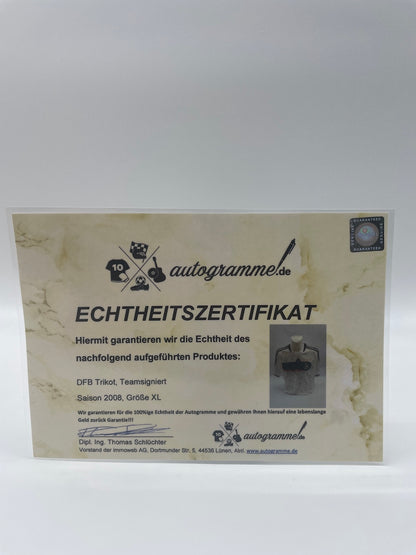 10
autogramme.de
ECHTHEITSZERTIFIKAT
Hiermit garantieren wir die Echtheit des
nachfolgend aufgeführten Produktes:
DFB Trikot, Teamsigniert
Saison 2008, Größe XL
Wir garantieren für die 100%ige Echtheit der Autogramme und gewähren Ihnen hierauf eine lebenslange
Geld zurück Garantie!!!
autogramme.de
Dipl. Ing. Thomas Schlüchter
Vorstand der immoweb AG, Dortmunder Str. 5, 44536 Lünen, Abtl. www.autogramme.de